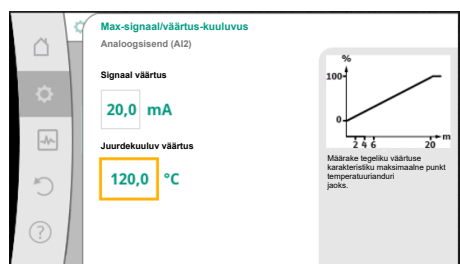 Max-signaal/väärtus-kuuluvus
Analoogsisend (AI2)
Signaal väärtus
20,0 mA
Juurdekuuluv väärtus
120,0 °C
%
100
0
2 4 6 20
m
Määrake tegeliku väärtuse
karakteristiku maksimaalne punkt
temperatuurianduri
jaoks.
?